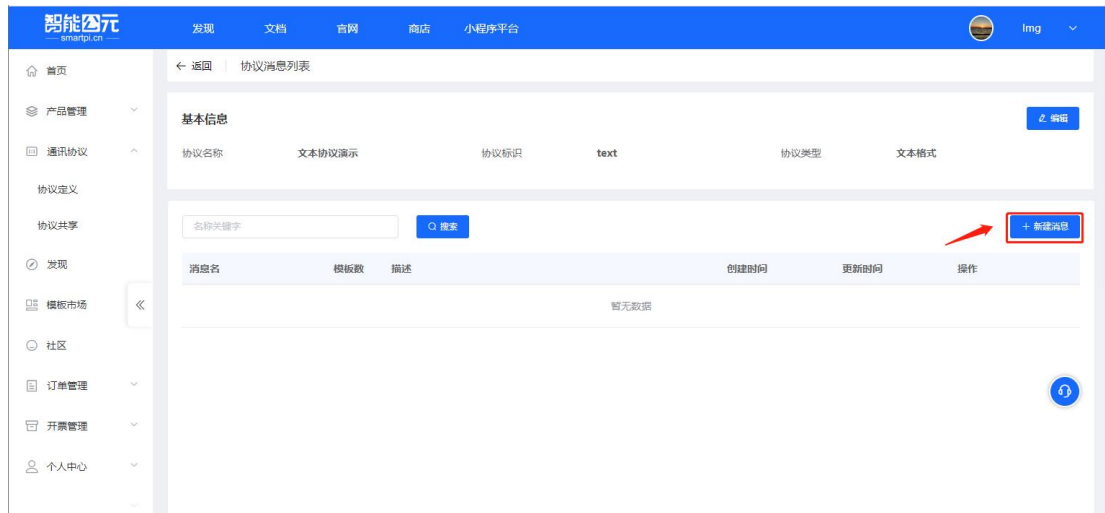 智能公元
smartpi.cn
发现 文档 官网 商店 小程序平台 lmg
首页
产品管理
通讯协议
协议定义
协议共享
发现
模板市场
社区
订单管理
开票管理
个人中心
← 返回 协议消息列表
基本信息 编辑
协议名称 文本协议演示 协议标识 text 协议类型 文本格式
名称关键字 搜索 + 新建消息
消息名 模板数 描述 创建时间 更新时间 操作
暂无数据